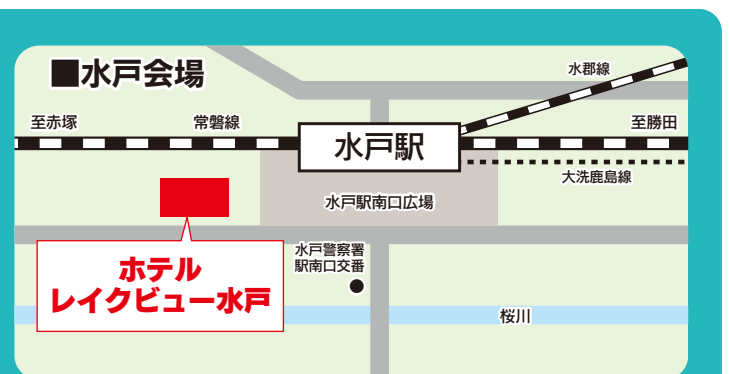 ■水戸会場
水郡線
至赤塚
常磐線
至勝田
水戸駅
大洗鹿島線
水戸駅南口広場
水戸警察署
駅南口交番
ホテル
レイクビュー水戸
桜川